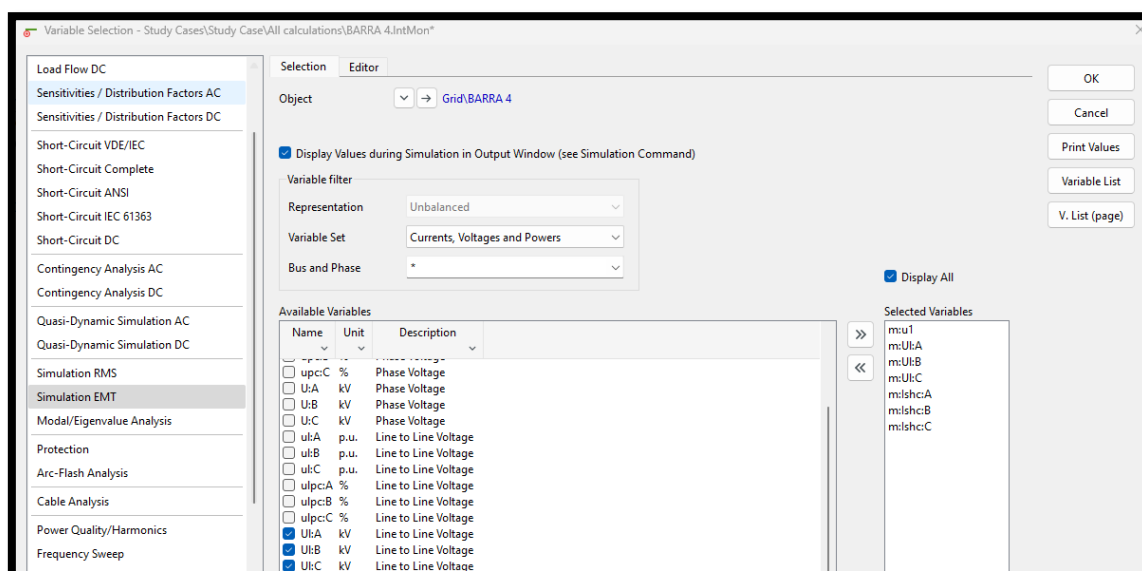 Variable Selection - Study Cases\Study Case\All calculations\BARRA 4.IntMon*
Load Flow DC
Sensitivities / Distribution Factors AC
Sensitivities / Distribution Factors DC
Short-Circuit VDE/IEC
Short-Circuit Complete
Short-Circuit ANSI
Short-Circuit IEC 61363
Short-Circuit DC
Contingency Analysis AC
Contingency Analysis DC
Quasi-Dynamic Simulation AC
Quasi-Dynamic Simulation DC
Simulation RMS
Simulation EMT
Modal/Eigenvalue Analysis
Protection
Arc-Flash Analysis
Cable Analysis
Power Quality/Harmonics
Frequency Sweep
Selection Editor
Object Grid\BARRA 4
Display Values during Simulation in Output Window (see Simulation Command)
Variable filter
Representation Unbalanced
Variable Set Currents, Voltages and Powers
Bus and Phase *
Available Variables
Name Unit Description
upc:C % Phase Voltage
U:A kV Phase Voltage
U:B kV Phase Voltage
U:C kV Phase Voltage
ul:A p.u. Line to Line Voltage
ul:B p.u. Line to Line Voltage
ul:C p.u. Line to Line Voltage
ulpc:A % Line to Line Voltage
ulpc:B % Line to Line Voltage
ulpc:C % Line to Line Voltage
Ul:A kV Line to Line Voltage
Ul:B kV Line to Line Voltage
Ul:C kV Line to Line Voltage
Display All
Selected Variables
m:u1
m:Ul:A
m:Ul:B
m:Ul:C
m:Ishc:A
m:Ishc:B
m:Ishc:C
OK
Cancel
Print Values
Variable List
V. List (page)